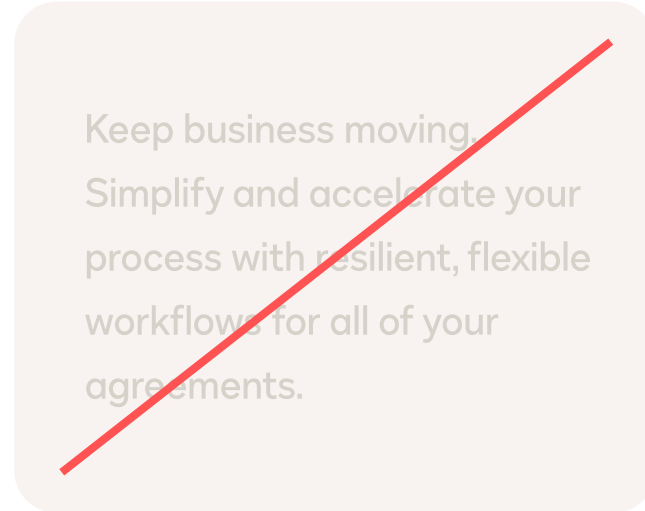 Keep business moving.
Simplify and accelerate your
process with resilient, flexible
workflows for all of your
agreements.